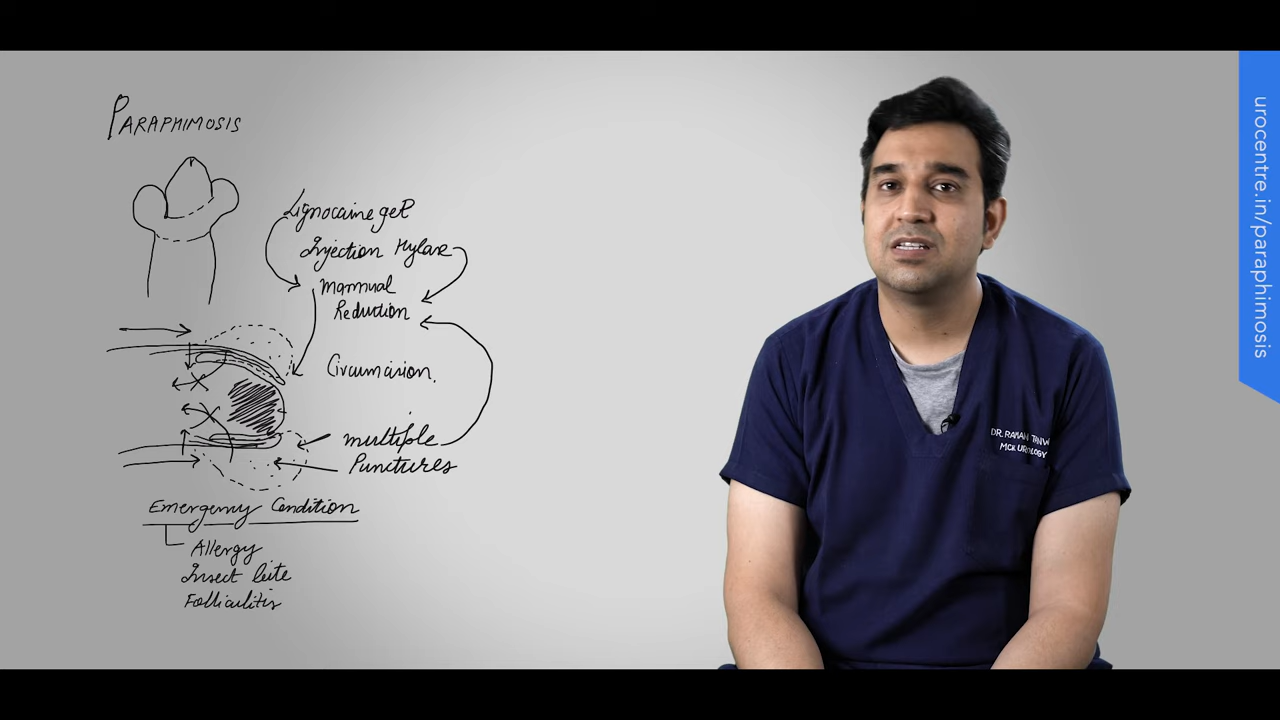 PARAPHIMOSIS
Lignocaine gel
Injection Hylase
Mannual
Reduction
Circumcision.
multiple
Punctures
Emergency Condition
Allergy
Insect bite
Folliculitis
DR. RAMAN
MCH UROLOGY
urocentre.in/paraphimosis